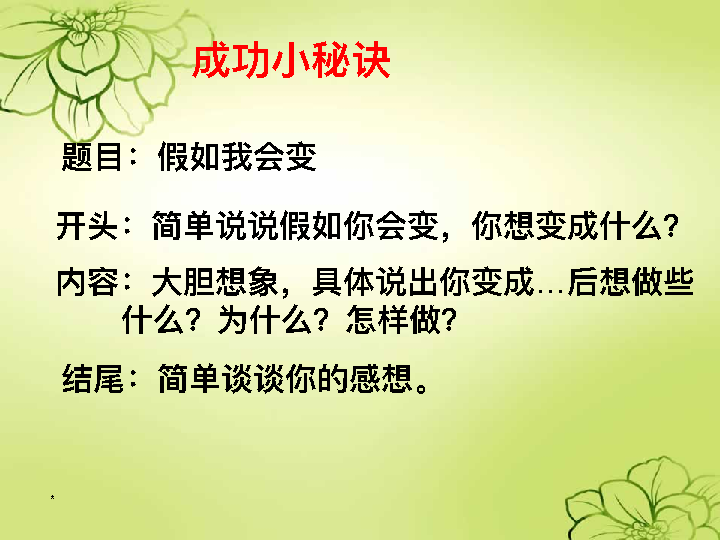 成功小秘诀
题目：假如我会变
开头：简单说说假如你会变，你想变成什么？
内容：大胆想象，具体说出你变成…后想做些
什么？为什么？怎样做？
结尾：简单谈谈你的感想。
*